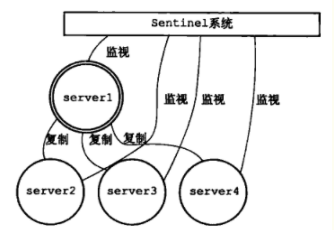 Sentinel系统
监视
server1
监视
监视
监视
复制
复制
复制
server2
server3
server4